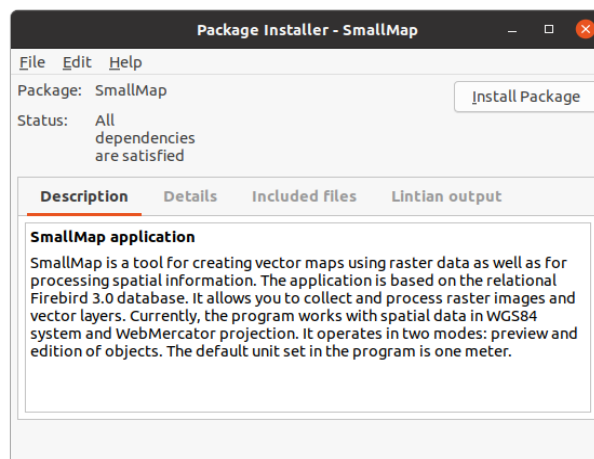 Package Installer - SmallMap
File Edit Help
Package: SmallMap
Install Package
Status: All
dependencies
are satisfied
Description Details Included files Lintian output
SmallMap application
SmallMap is a tool for creating vector maps using raster data as well as for
processing spatial information. The application is based on the relational
Firebird 3.0 database. It allows you to collect and process raster images and
vector layers. Currently, the program works with spatial data in WGS84
system and WebMercator projection. It operates in two modes: preview and
edition of objects. The default unit set in the program is one meter.